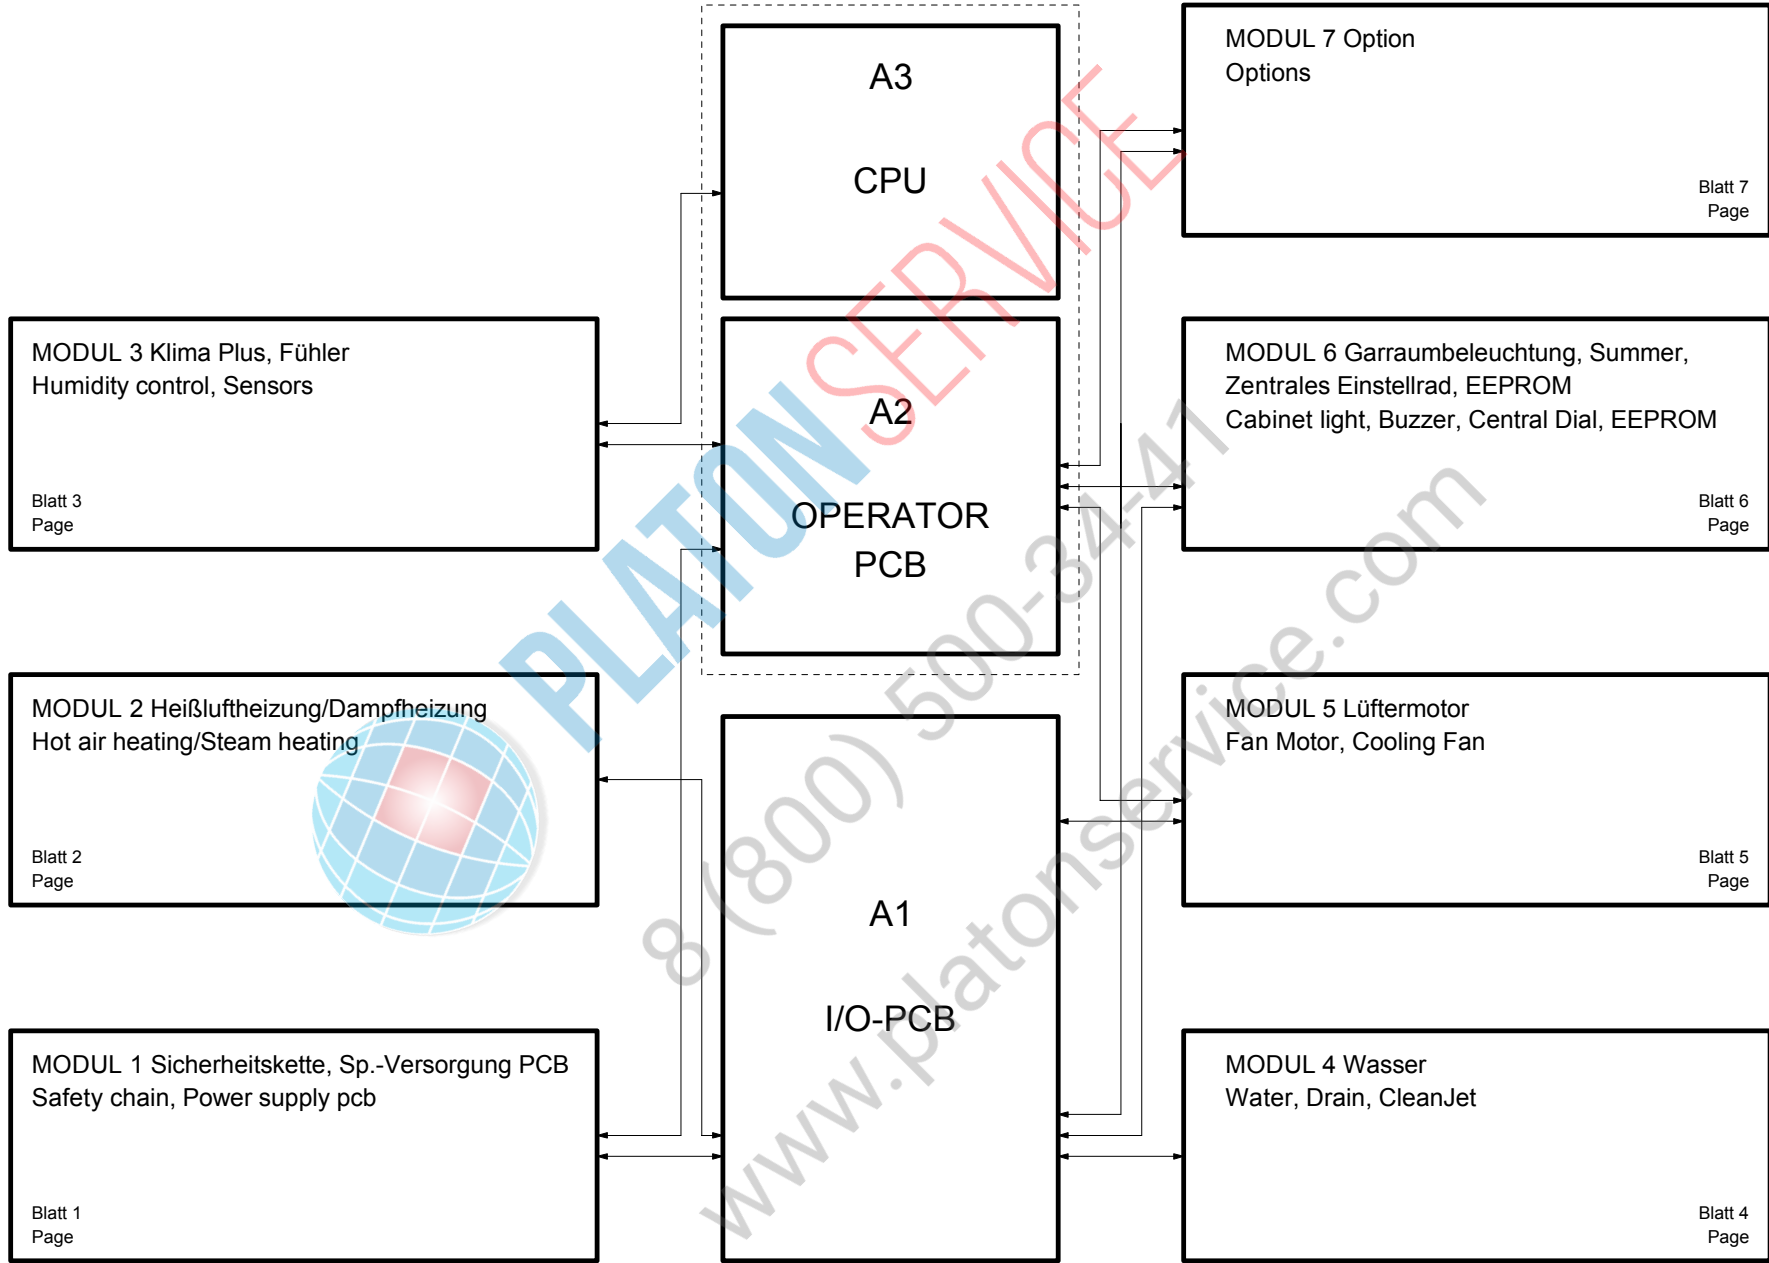 A3
CPU
MODUL 7 Option
Options
Blatt 7
Page
MODUL 3 Klima Plus, Fühler
Humidity control, Sensors
Blatt 3
Page
A2
OPERATOR
PCB
MODUL 6 Garraumbeleuchtung, Summer,
Zentrales Einstellrad, EEPROM
Cabinet light, Buzzer, Central Dial, EEPROM
Blatt 6
Page
MODUL 2 Heißluftheizung/Dampfheizung
Hot air heating/Steam heating
Blatt 2
Page
A1
I/O-PCB
MODUL 5 Lüftermotor
Fan Motor, Cooling Fan
Blatt 5
Page
MODUL 1 Sicherheitskette, Sp.-Versorgung PCB
Safety chain, Power supply pcb
Blatt 1
Page
MODUL 4 Wasser
Water, Drain, CleanJet
Blatt 4
Page
PLATONSERVICE
8 (800) 500-34-41
www.platonservice.com